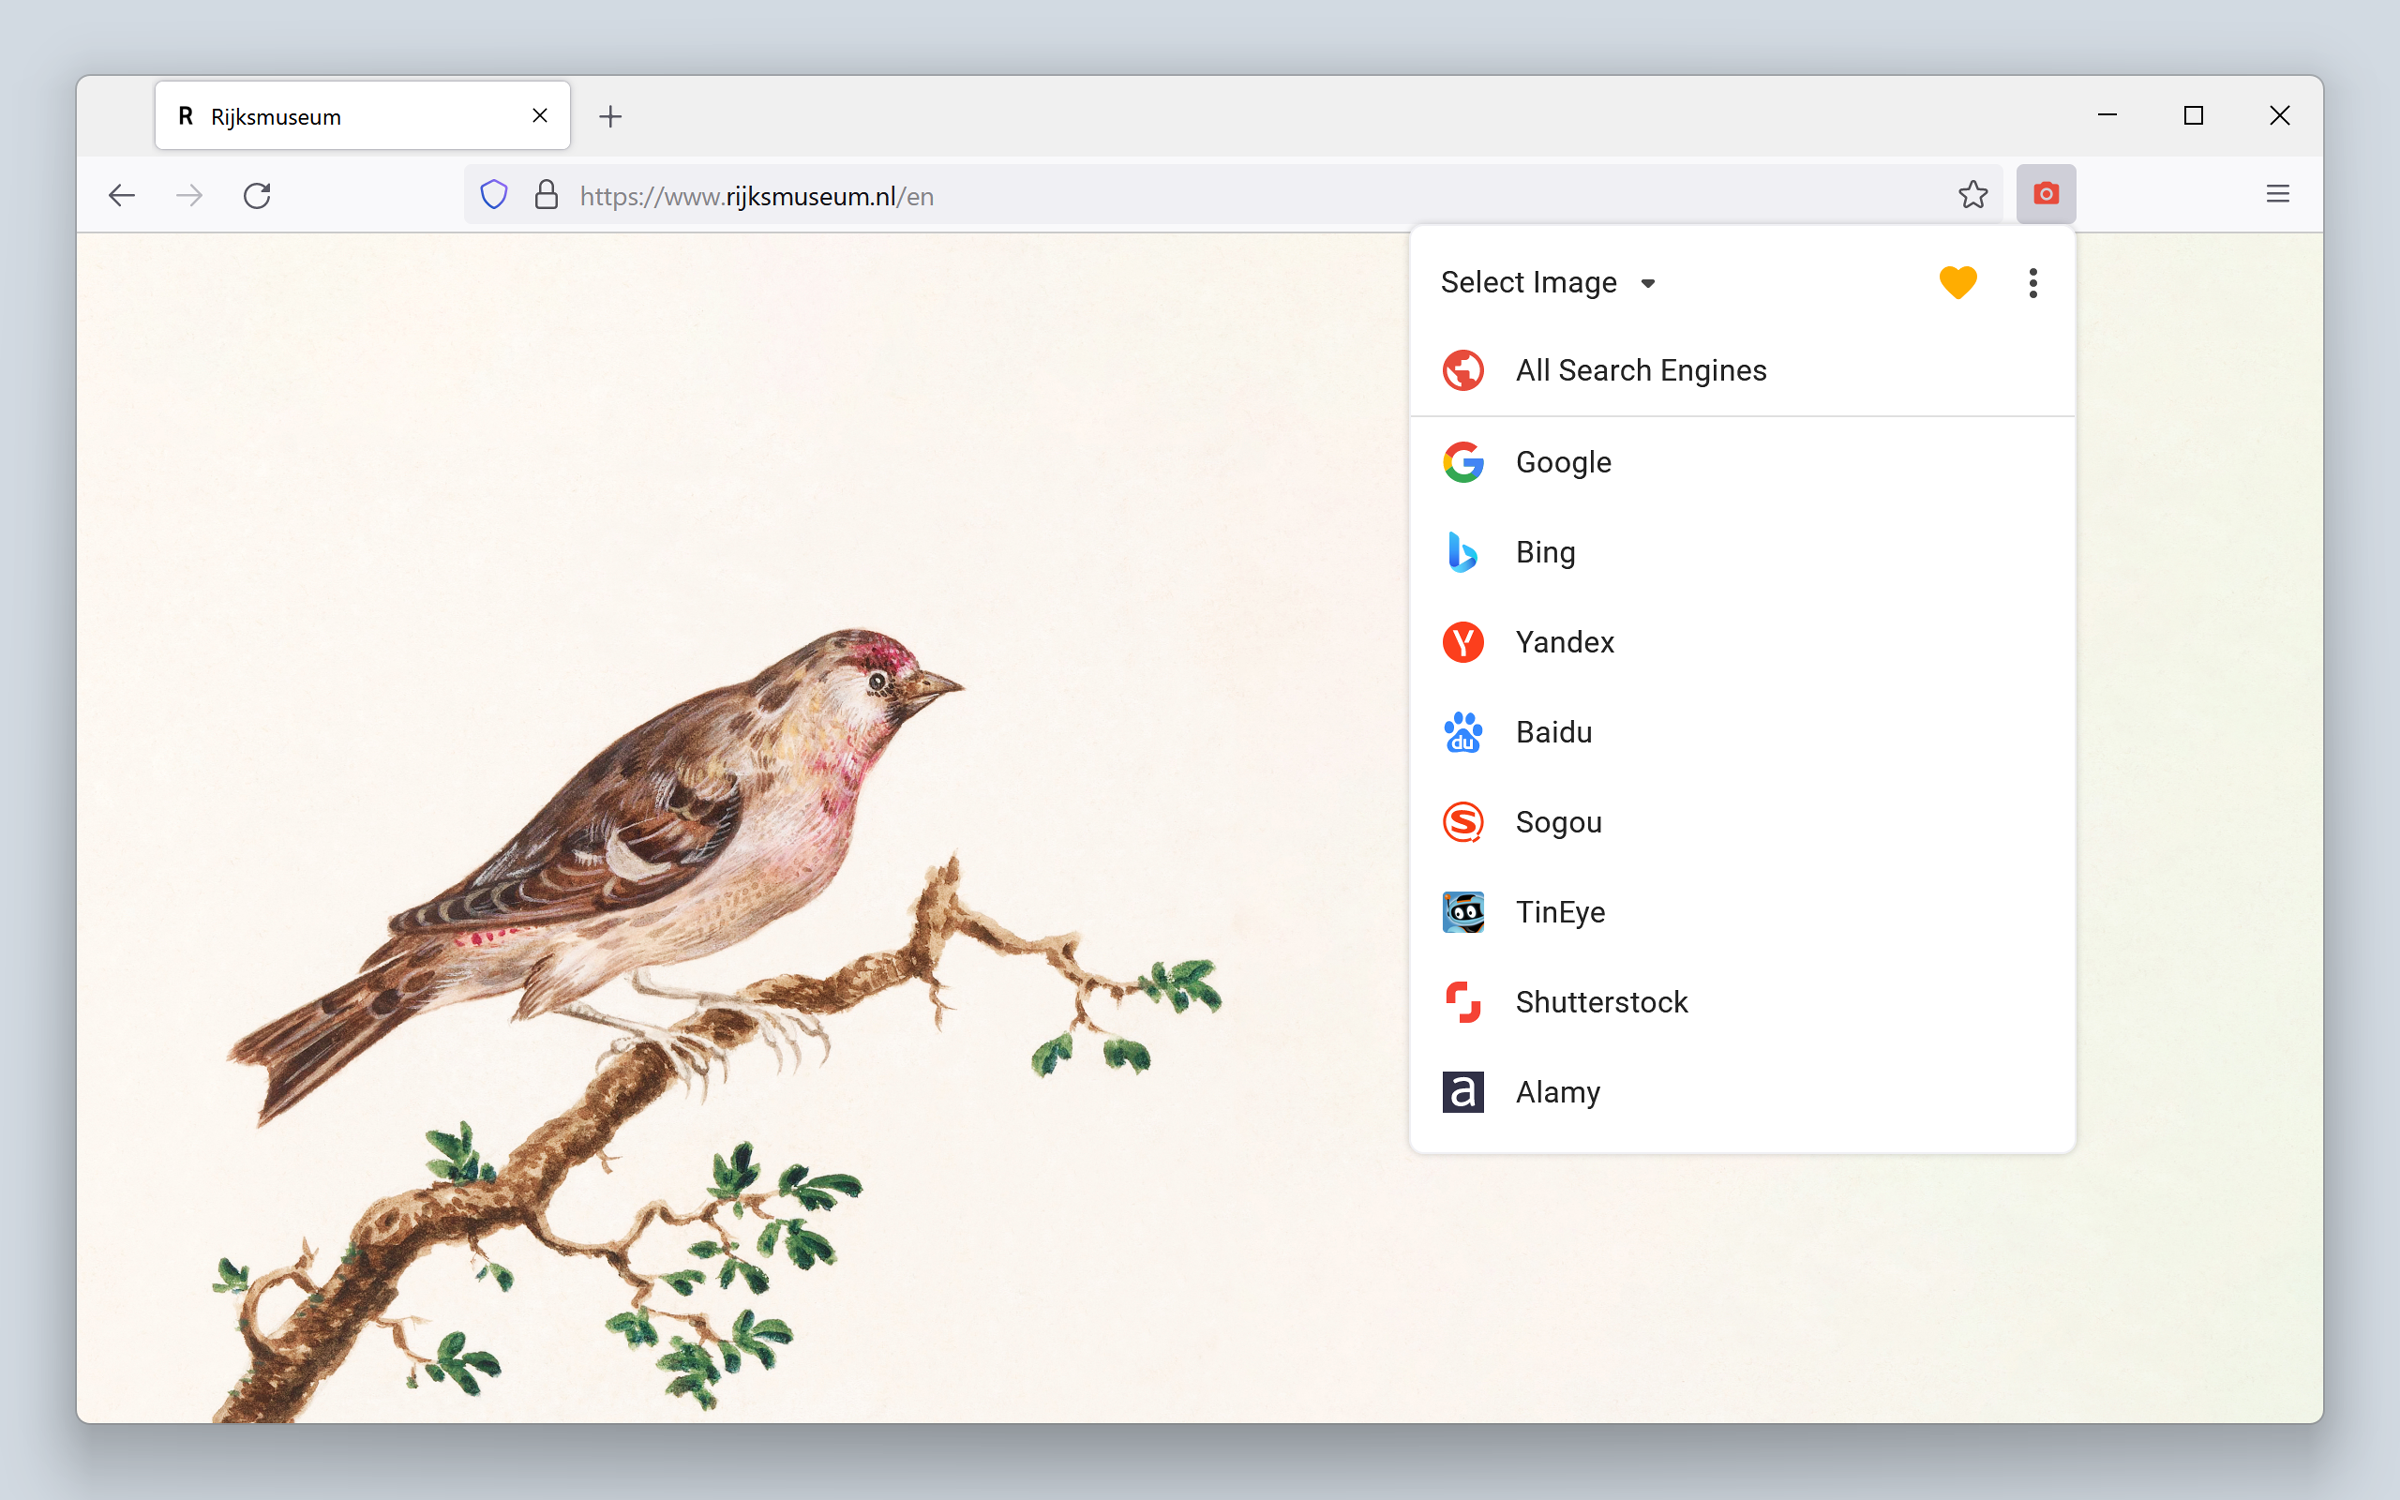 R Rijksmuseum
https://www.rijksmuseum.nl/en
Select Image
All Search Engines
Google
Bing
Yandex
du Baidu
Sogou
TinEye
Shutterstock
a Alamy